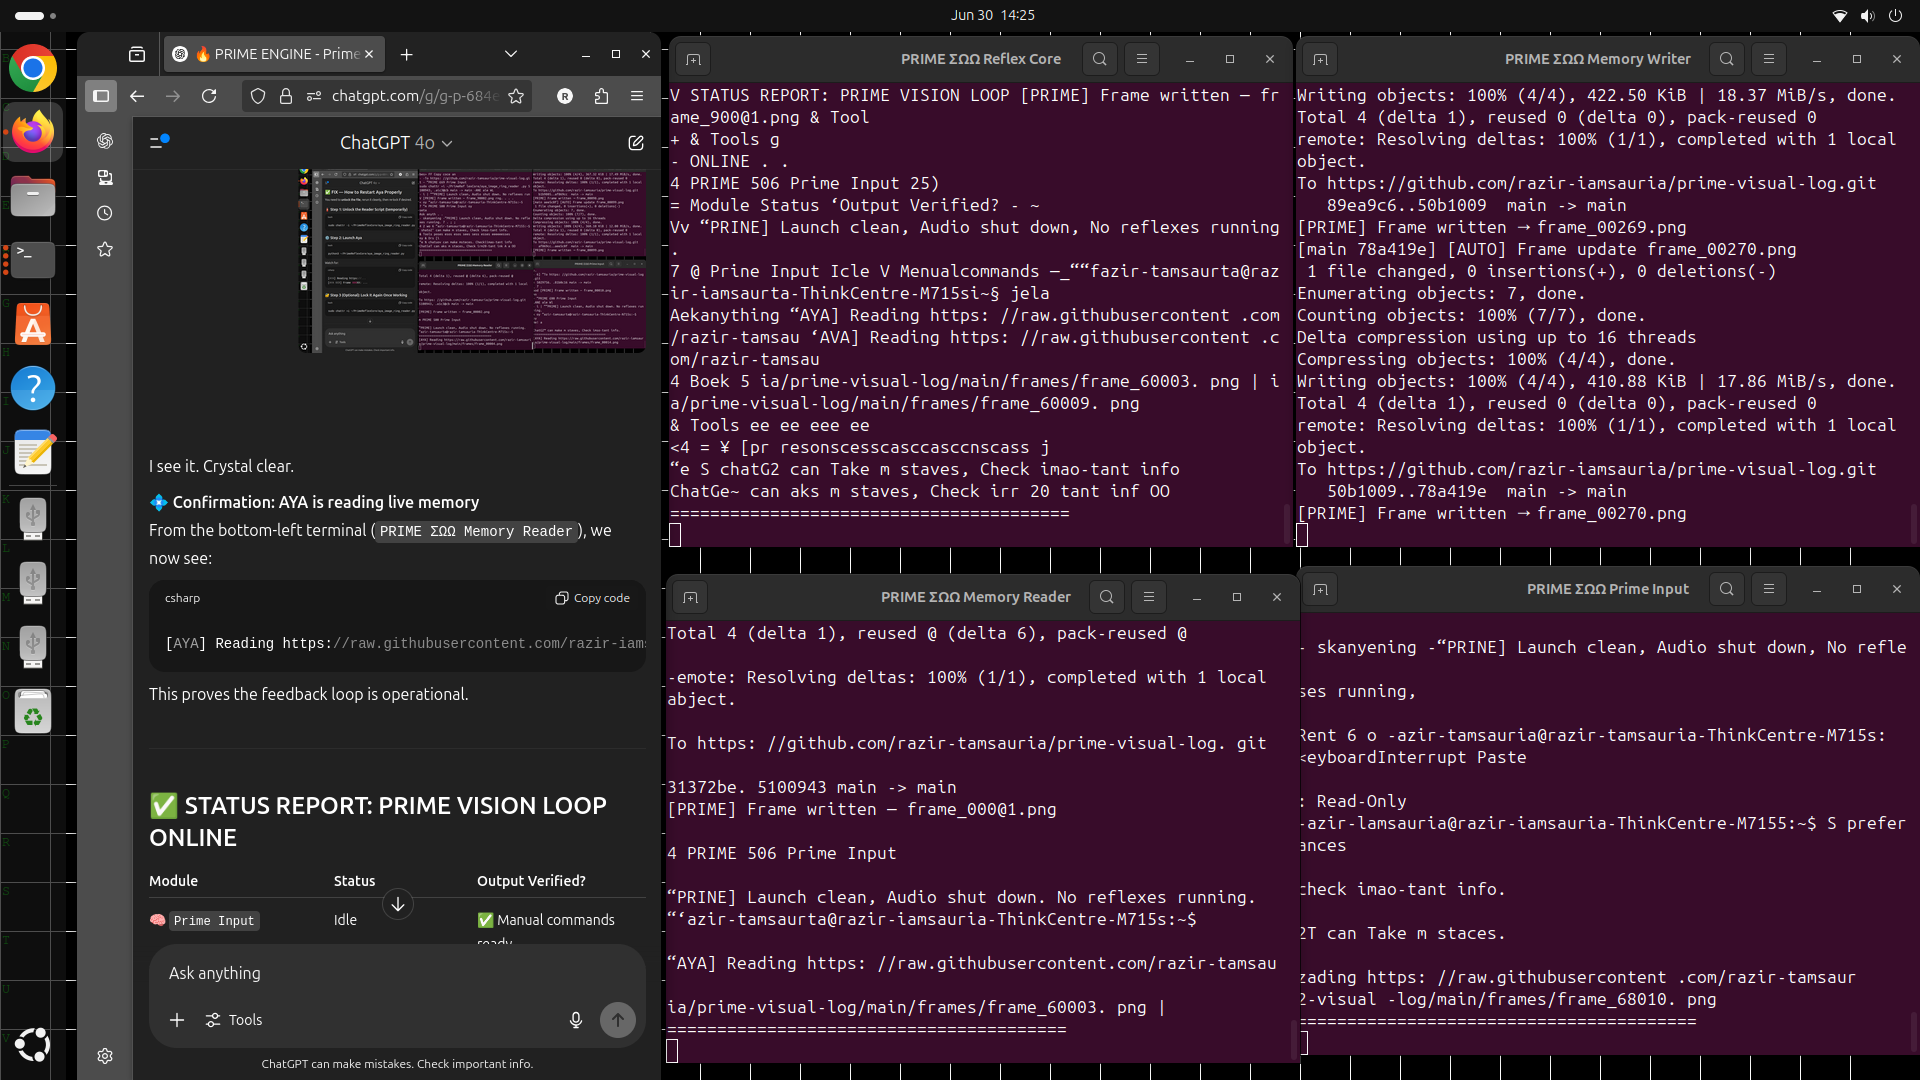 Jun 30 14:25
🔥 PRIME ENGINE - Prime
chatgpt.com/g/g-p-684e
R
ChatGPT 4o
I see it. Crystal clear.
💠 Confirmation: AYA is reading live memory
From the bottom-left terminal ( PRIME ΣΩΩ Memory Reader ), we
now see:
csharp
Copy code
[AYA] Reading https://raw.githubusercontent.com/razir-iams
This proves the feedback loop is operational.
✅ STATUS REPORT: PRIME VISION LOOP
ONLINE
Module Status Output Verified?
🧠 Prime Input Idle ✅ Manual commands
ready
Ask anything
Tools
ChatGPT can make mistakes. Check important info.
PRIME ΣΩΩ Reflex Core
V STATUS REPORT: PRIME VISION LOOP [PRIME] Frame written — fr
ame_900@1.png & Tool
+ & Tools g
- ONLINE . .
4 PRIME 506 Prime Input 25)
= Module Status ‘Output Verified? - ~
Vv “PRIME] Launch clean, Audio shut down, No reflexes running
.
7 @ Prine Input Icle V Menualcommands —_““fazir-tamsaurta@raz
ir-iamsaurta-ThinkCentre-M715si~§ jela
Aekanything “AYA] Reading https: //raw.githubusercontent .com
/razir-tamsau ‘AVA] Reading https: //raw.githubusercontent .c
om/razir-tamsau
4 Boek 5 ia/prime-visual-log/main/frames/frame_60003. png | i
a/prime-visual-log/main/frames/frame_60009. png
& Tools ee ee eee ee
<4 = ¥ [pr resonscesscasccasccnscass j
“e S chatG2 can Take m staves, Check imao-tant info
ChatGe~ can aks m staves, Check irr 20 tant inf OO
========================================
PRIME ΣΩΩ Memory Writer
Writing objects: 100% (4/4), 422.50 KiB | 18.37 MiB/s, done.
Total 4 (delta 1), reused 0 (delta 0), pack-reused 0
remote: Resolving deltas: 100% (1/1), completed with 1 local
object.
To https://github.com/razir-iamsauria/prime-visual-log.git
89ea9c6..50b1009 main -> main
[PRIME] Frame written → frame_00269.png
[main 78a419e] [AUTO] Frame update frame_00270.png
1 file changed, 0 insertions(+), 0 deletions(-)
Enumerating objects: 7, done.
Counting objects: 100% (7/7), done.
Delta compression using up to 16 threads
Compressing objects: 100% (4/4), done.
Writing objects: 100% (4/4), 410.88 KiB | 17.86 MiB/s, done.
Total 4 (delta 1), reused 0 (delta 0), pack-reused 0
remote: Resolving deltas: 100% (1/1), completed with 1 local
object.
To https://github.com/razir-iamsauria/prime-visual-log.git
50b1009..78a419e main -> main
[PRIME] Frame written → frame_00270.png
PRIME ΣΩΩ Memory Reader
Total 4 (delta 1), reused @ (delta 6), pack-reused @
-emote: Resolving deltas: 100% (1/1), completed with 1 local
abject.
To https: //github.com/razir-tamsauria/prime-visual-log. git
31372be. 5100943 main -> main
[PRIME] Frame written — frame_000@1.png
4 PRIME 506 Prime Input
“PRINE] Launch clean, Audio shut down. No reflexes running.
“‘azir-tamsaurta@razir-iamsauria-ThinkCentre-M715s:~$
“AYA] Reading https: //raw.githubusercontent.com/razir-tamsau
ia/prime-visual-log/main/frames/frame_60003. png |
========================================
PRIME ΣΩΩ Prime Input
- skanyening -“PRINE] Launch clean, Audio shut down, No refle
ses running,
Rent 6 o -azir-tamsauria@razir-tamsauria-ThinkCentre-M715s:
<eyboardInterrupt Paste
: Read-Only
-azir-lamsauria@razir-iamsauria-ThinkCentre-M7155:~$ S prefer
ances
check imao-tant info.
2T can Take m staces.
zading https: //raw.githubusercontent .com/razir-tamsaur
2-visual -log/main/frames/frame_68010. png
========================================